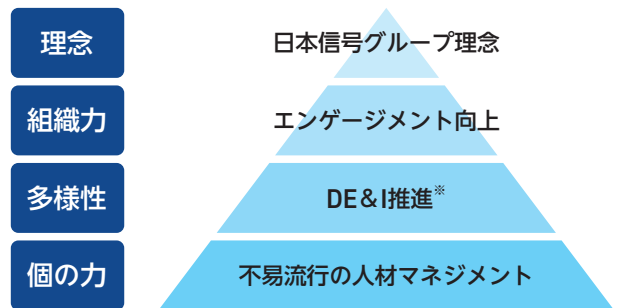 理念
日本信号グループ理念
組織力
エンゲージメント向上
多様性
DE&I推進※
個の力
不易流行の人材マネジメント